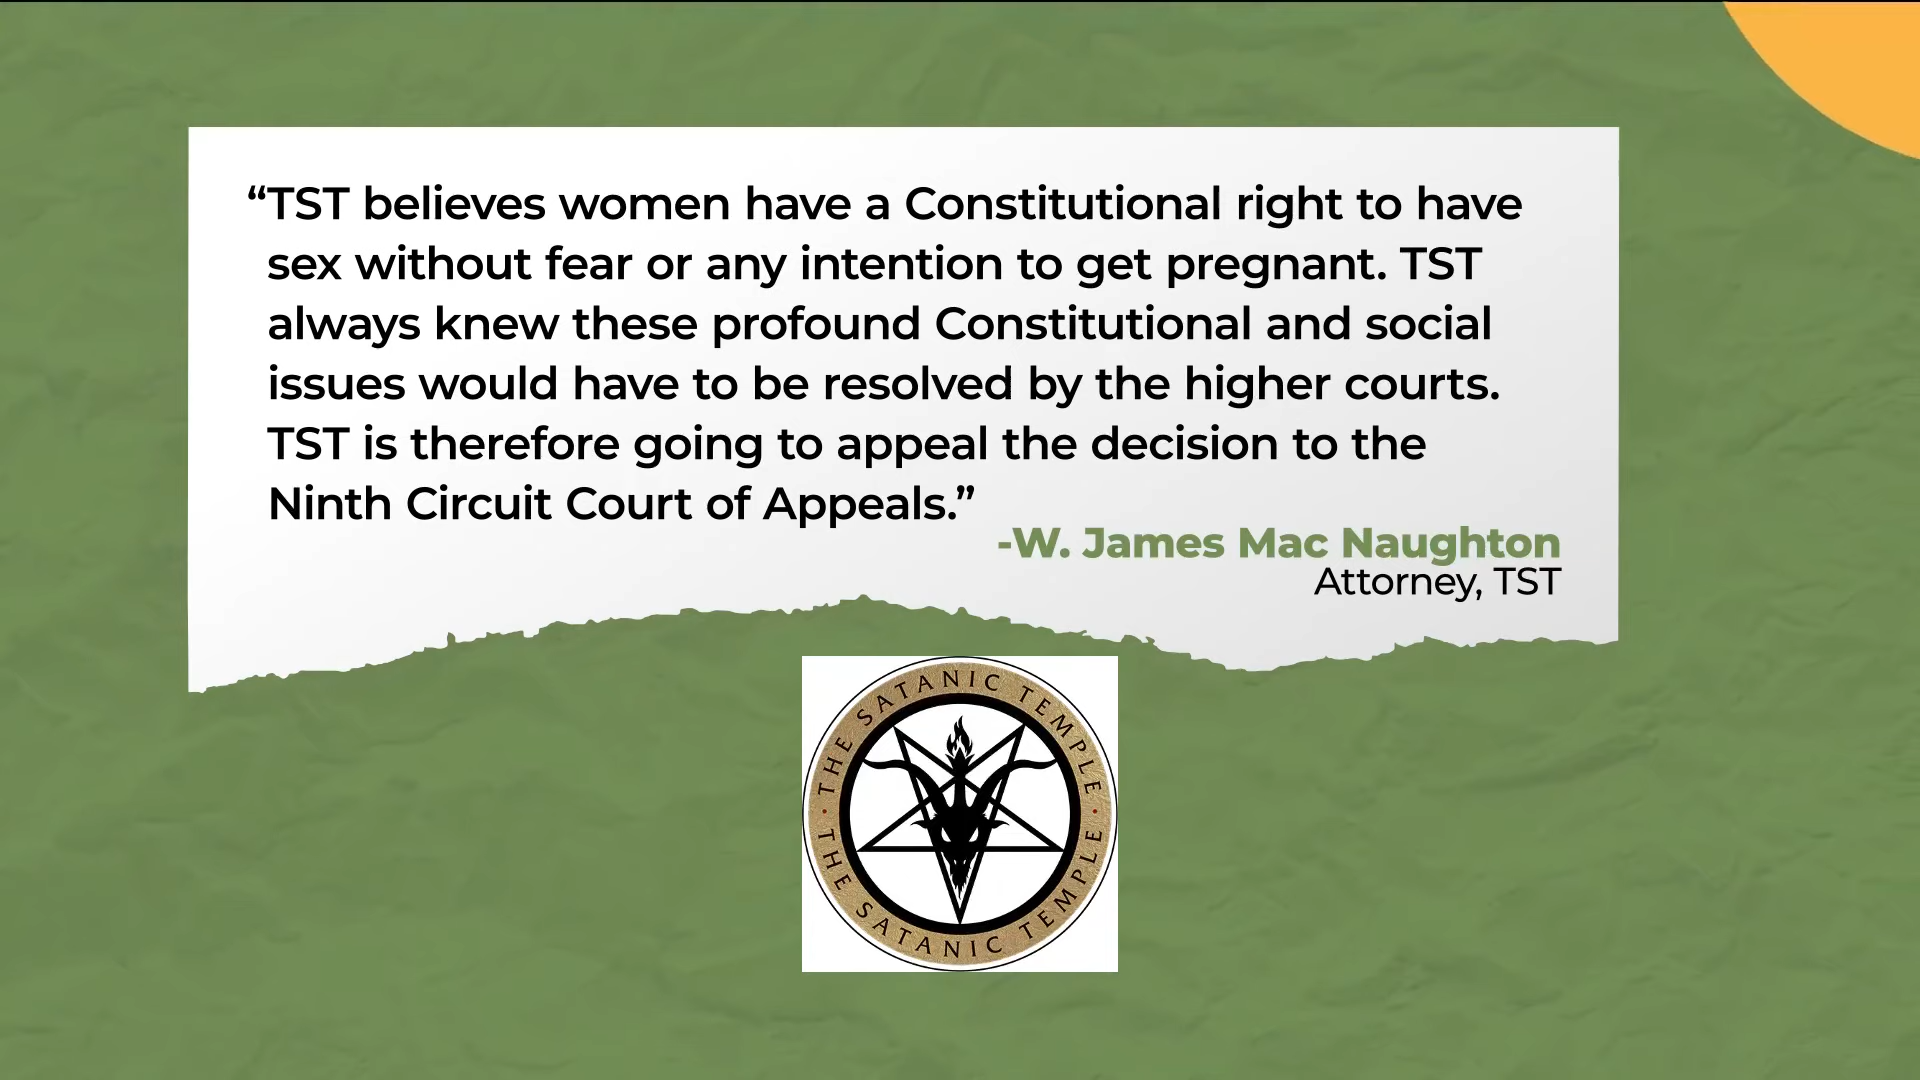 “TST believes women have a Constitutional right to have
sex without fear or any intention to get pregnant. TST
always knew these profound Constitutional and social
issues would have to be resolved by the higher courts.
TST is therefore going to appeal the decision to the
Ninth Circuit Court of Appeals.”
-W. James Mac Naughton
Attorney, TST
THE SATANIC TEMPLE
THE SATANIC TEMPLE